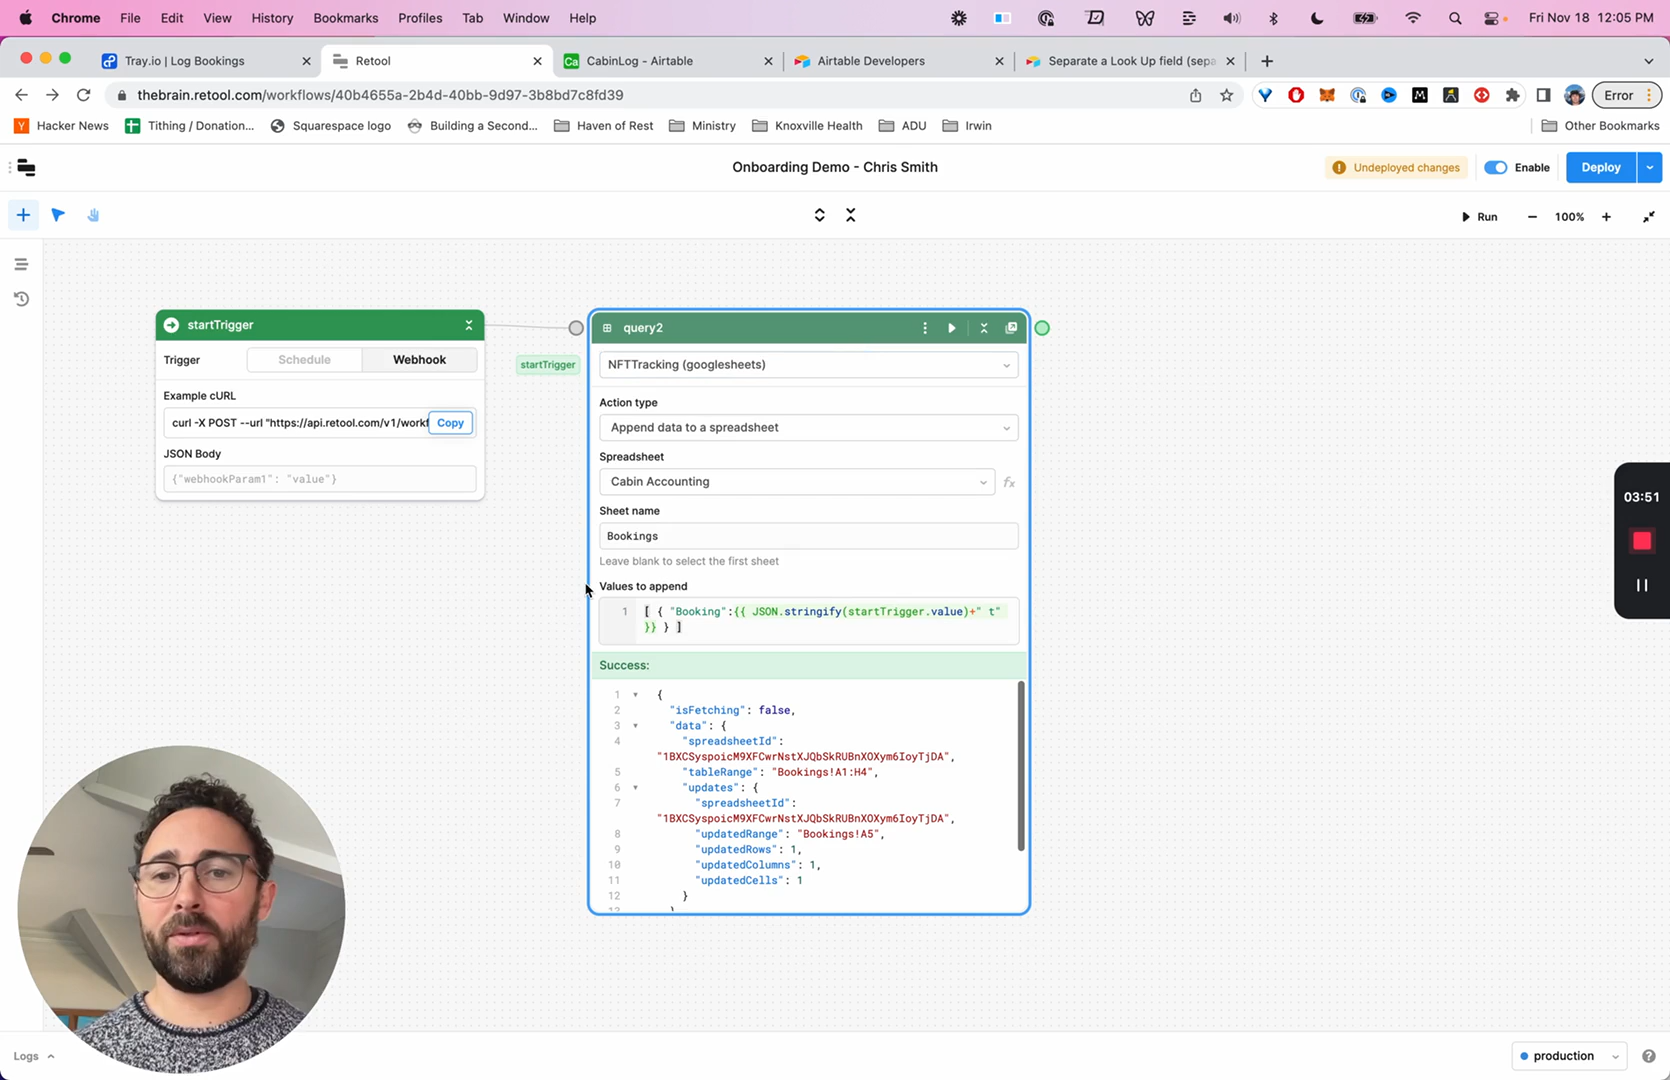 Chrome File Edit View History Bookmarks Profiles Tab Window Help Fri Nov 18 12:05 PM
Tray.io | Log Bookings Retool CabinLog - Airtable Airtable Developers Separate a Look Up field (sepa
thebrain.retool.com/workflows/40b4655a-2b4d-40bb-9d97-3b8bd7c8fd39 Error
Hacker News Tithing / Donation... Squarespace logo Building a Second... Haven of Rest Ministry Knoxville Health ADU Irwin Other Bookmarks
Onboarding Demo - Chris Smith Undeployed changes Enable Deploy
Run 100%
startTrigger
Trigger Schedule Webhook
Example cURL
curl -X POST --url "https://api.retool.com/v1/workf Copy
JSON Body
{"webhookParam1": "value"}
startTrigger
query2
NFTTracking (googlesheets)
Action type
Append data to a spreadsheet
Spreadsheet
Cabin Accounting fx
Sheet name
Bookings
Leave blank to select the first sheet
Values to append
1 [ { "Booking":{{ JSON.stringify(startTrigger.value)+" t"
}} } ]
Success:
1 {
2 "isFetching": false,
3 "data": {
4 "spreadsheetId":
"1BXCSyspoicM9XFCwrNstXJQbSkRUBnXOXym6IoyTjDA",
5 "tableRange": "Bookings!A1:H4",
6 "updates": {
7 "spreadsheetId":
"1BXCSyspoicM9XFCwrNstXJQbSkRUBnXOXym6IoyTjDA",
8 "updatedRange": "Bookings!A5",
9 "updatedRows": 1,
10 "updatedColumns": 1,
11 "updatedCells": 1
12 }
03:51
Logs production